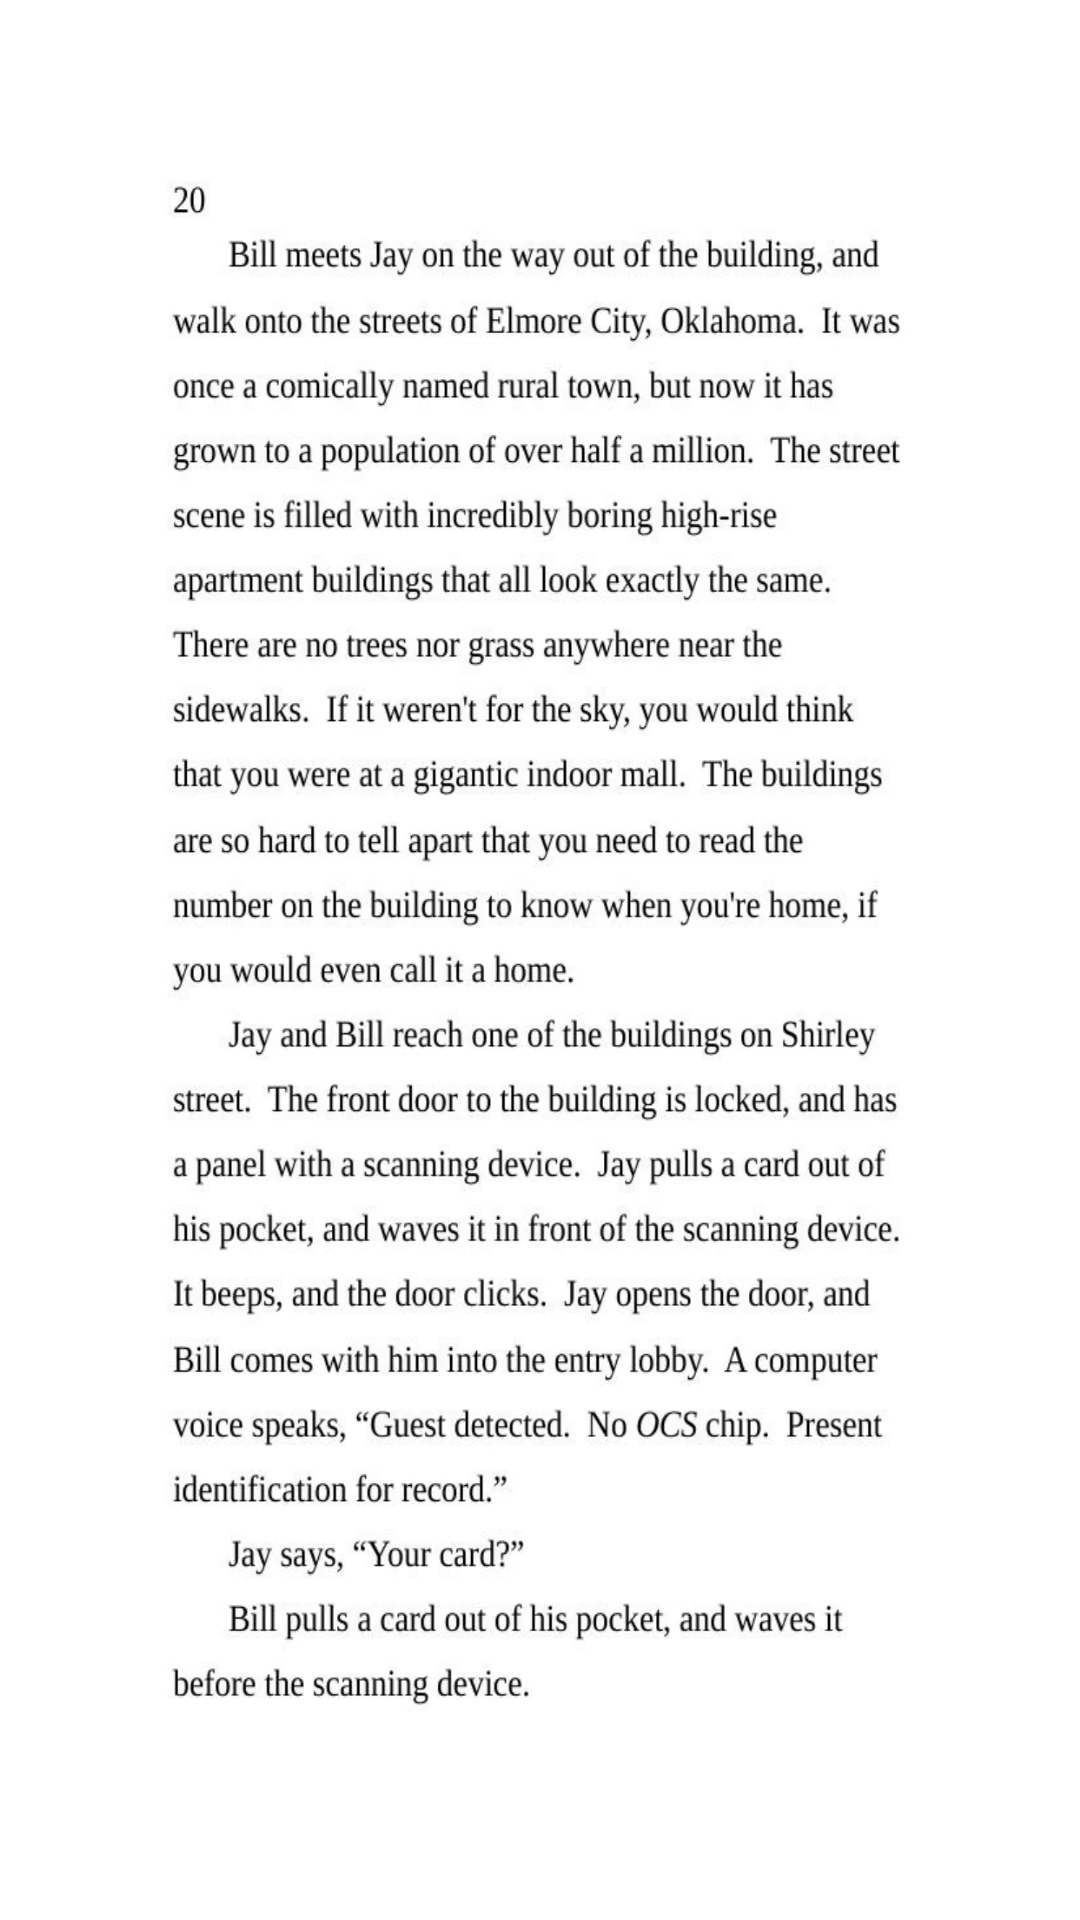 20
Bill meets Jay on the way out of the building, and
walk onto the streets of Elmore City, Oklahoma.  It was
once a comically named rural town, but now it has
grown to a population of over half a million.  The street
scene is filled with incredibly boring high-rise
apartment buildings that all look exactly the same.
There are no trees nor grass anywhere near the
sidewalks.  If it weren't for the sky, you would think
that you were at a gigantic indoor mall.  The buildings
are so hard to tell apart that you need to read the
number on the building to know when you're home, if
you would even call it a home.
Jay and Bill reach one of the buildings on Shirley
street.  The front door to the building is locked, and has
a panel with a scanning device.  Jay pulls a card out of
his pocket, and waves it in front of the scanning device.
It beeps, and the door clicks.  Jay opens the door, and
Bill comes with him into the entry lobby.  A computer
voice speaks, “Guest detected.  No OCS chip.  Present
identification for record.”
Jay says, “Your card?”
Bill pulls a card out of his pocket, and waves it
before the scanning device.